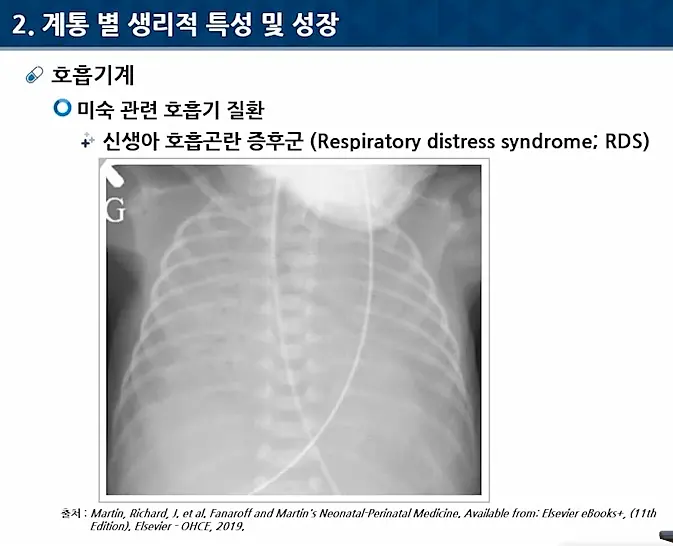 2. 계통 별 생리적 특성 및 성장
호흡기계
미숙 관련 호흡기 질환
신생아 호흡곤란 증후군 (Respiratory distress syndrome; RDS)
G
출처 : Martin, Richard, J, et al. Fanaroff and Martin's Neonatal-Perinatal Medicine. Available from: Elsevier eBooks+, (11th
Edition). Elsevier - OHCE, 2019.